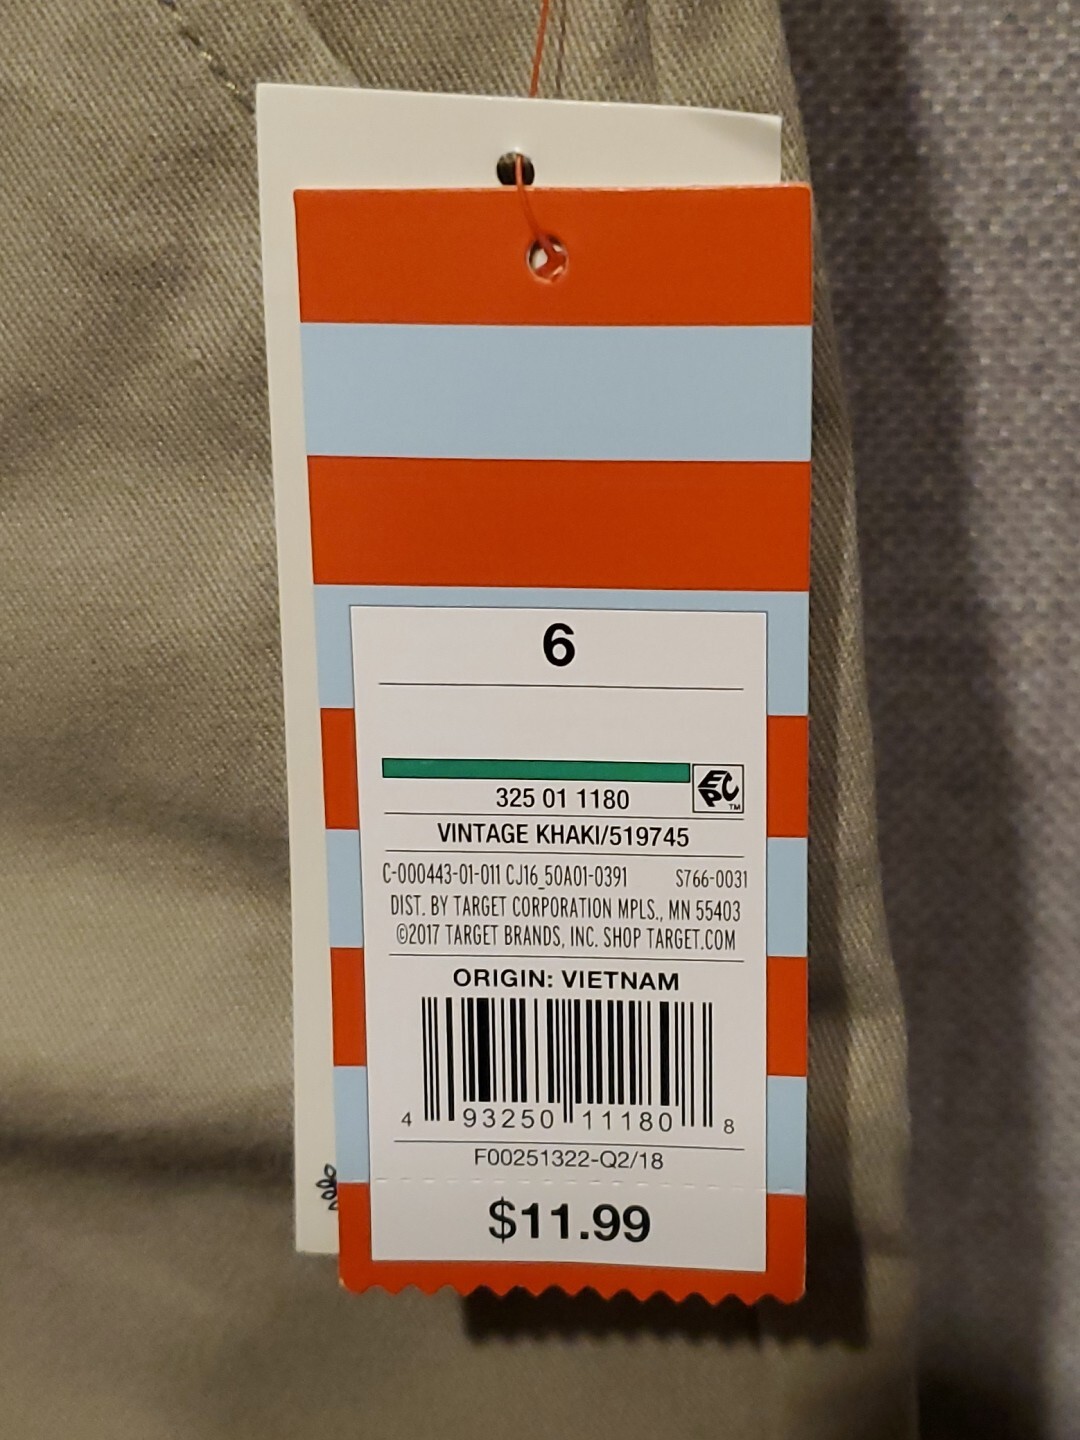 6
EPC
TM
325 01 1180
VINTAGE KHAKI/519745
C-000443-01-011 CJ16_50A01-0391 S766-0031
DIST. BY TARGET CORPORATION MPLS., MN 55403
©2017 TARGET BRANDS, INC. SHOP TARGET.COM
ORIGIN: VIETNAM
4 93250 11180 8
F00251322-Q2/18
$11.99